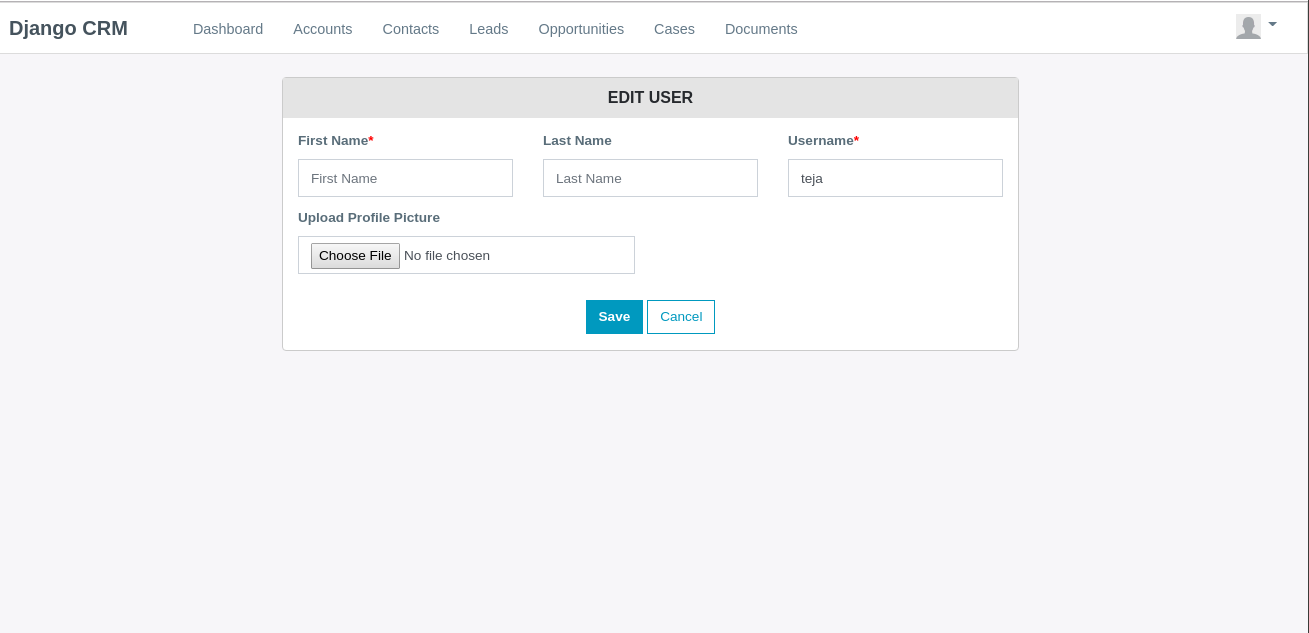 Django CRM Dashboard Accounts Contacts Leads Opportunities Cases Documents
EDIT USER
First Name* Last Name Username*
First Name Last Name teja
Upload Profile Picture
Choose File No file chosen
Save Cancel